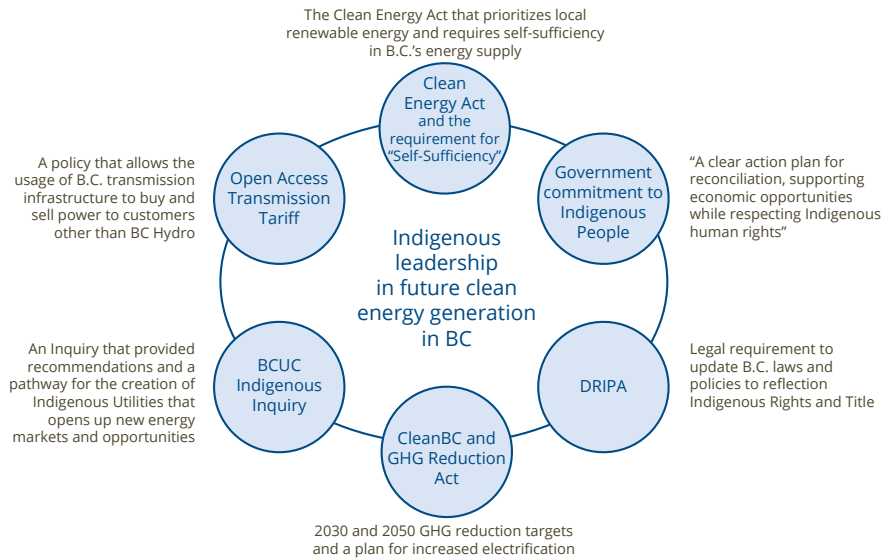 The Clean Energy Act that prioritizes local
renewable energy and requires self-sufficiency
in B.C.’s energy supply
Clean
Energy Act
and the
requirement for
“Self-Sufficiency”
Government
commitment to
Indigenous
People
“A clear action plan for
reconciliation, supporting
economic opportunities
while respecting Indigenous
human rights”
DRIPA
Legal requirement to
update B.C. laws and
policies to reflection
Indigenous Rights and Title
CleanBC and
GHG Reduction
Act
2030 and 2050 GHG reduction targets
and a plan for increased electrification
BCUC
Indigenous
Inquiry
An Inquiry that provided
recommendations and a
pathway for the creation of
Indigenous Utilities that
opens up new energy
markets and opportunities
Open Access
Transmission
Tariff
A policy that allows the
usage of B.C. transmission
infrastructure to buy and
sell power to customers
other than BC Hydro
Indigenous
leadership
in future clean
energy generation
in BC